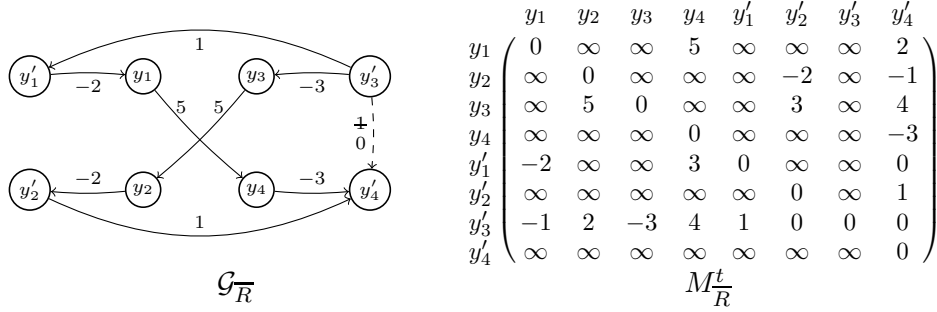 1
y′₁ −2 y₁ y₃ −3 y′₃
5 5 1
0
y′₂ −2 y₂ y₄ −3 y′₄
1
𝒢_R̅
y₁ y₂ y₃ y₄ y′₁ y′₂ y′₃ y′₄
y₁ 0 ∞ ∞ 5 ∞ ∞ ∞ 2
y₂ ∞ 0 ∞ ∞ ∞ −2 ∞ −1
y₃ ∞ 5 0 ∞ ∞ 3 ∞ 4
y₄ ∞ ∞ ∞ 0 ∞ ∞ ∞ −3
y′₁ −2 ∞ ∞ 3 0 ∞ ∞ 0
y′₂ ∞ ∞ ∞ ∞ ∞ 0 ∞ 1
y′₃ −1 2 −3 4 1 0 0 0
y′₄ ∞ ∞ ∞ ∞ ∞ ∞ ∞ 0
M^t_R̅